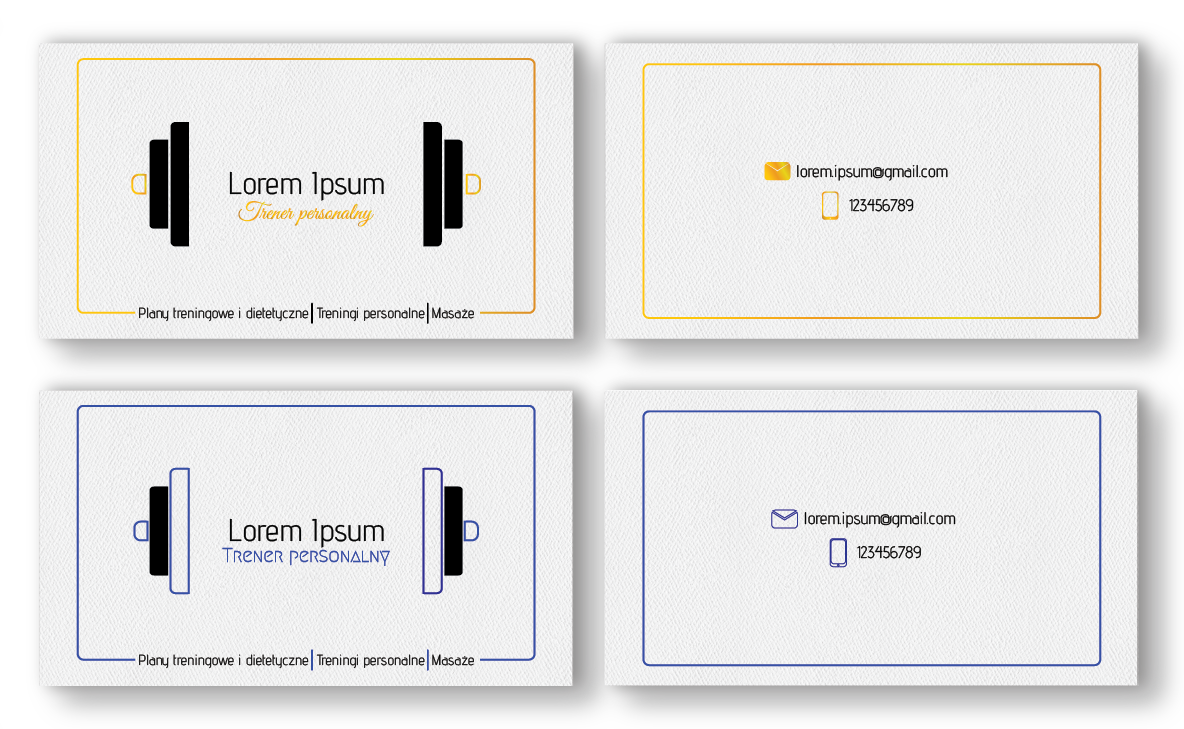 Lorem Ipsum
Trener personalny
Plany treningowe i dietetyczne|Treningi personalne|Masaże
lorem.ipsum@gmail.com
123456789
Lorem Ipsum
Trener personalny
Plany treningowe i dietetyczne|Treningi personalne|Masaże
lorem.ipsum@gmail.com
123456789